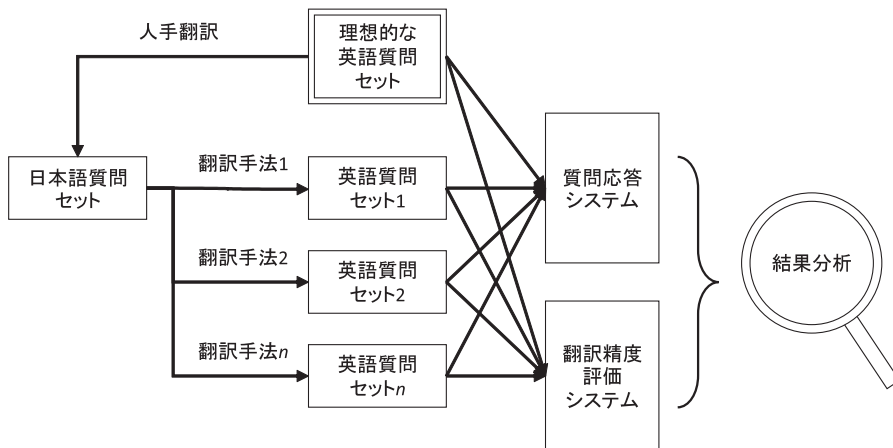 人手翻訳
理想的な
英語質問
セット
日本語質問
セット
翻訳手法1
英語質問
セット1
翻訳手法2
英語質問
セット2
翻訳手法n
英語質問
セットn
質問応答
システム
翻訳精度
評価
システム
結果分析